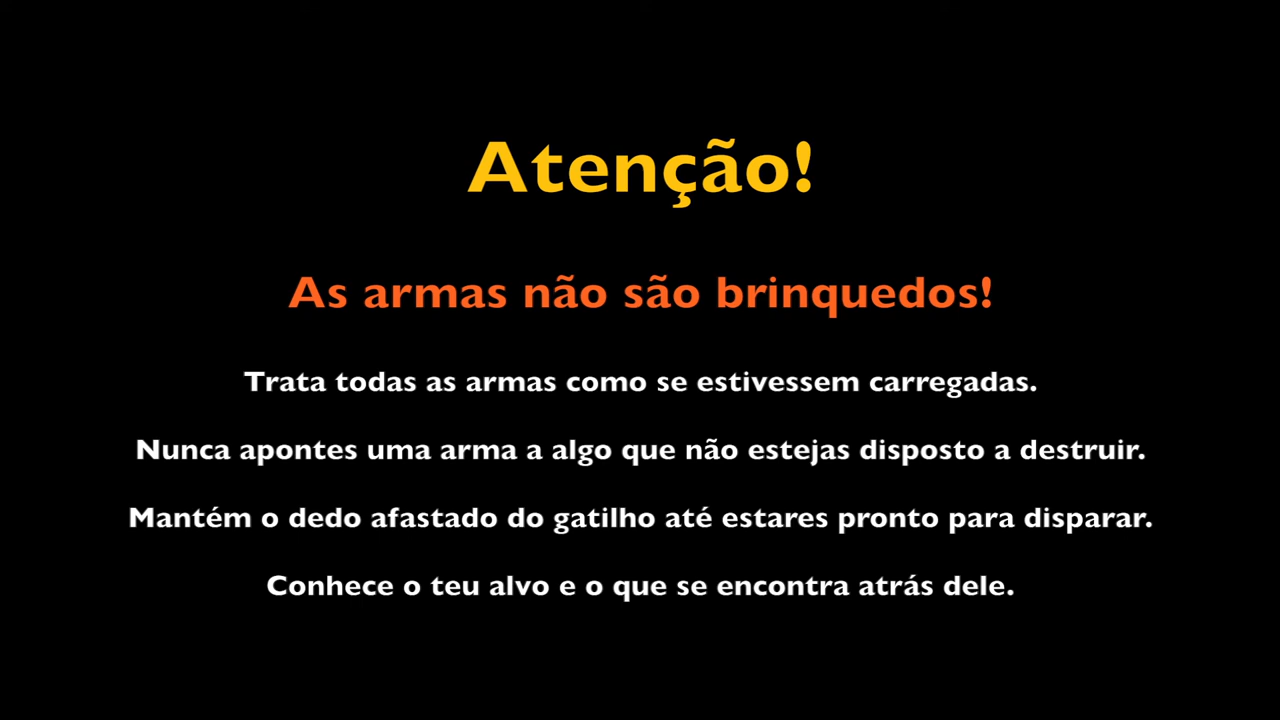 Atenção!
As armas não são brinquedos!
Trata todas as armas como se estivessem carregadas.
Nunca apontes uma arma a algo que não estejas disposto a destruir.
Mantém o dedo afastado do gatilho até estares pronto para disparar.
Conhece o teu alvo e o que se encontra atrás dele.